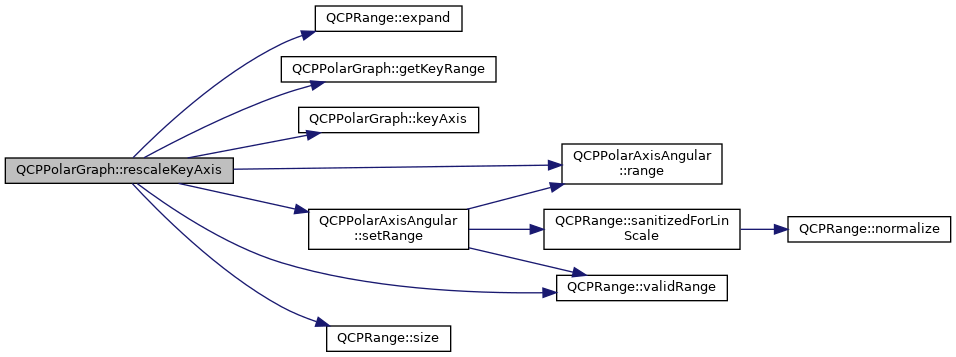 QCPRange::expand
QCPPolarGraph::getKeyRange
QCPPolarGraph::keyAxis
QCPPolarGraph::rescaleKeyAxis
QCPPolarAxisAngular
::range
QCPPolarAxisAngular
::setRange
QCPRange::sanitizedForLin
Scale
QCPRange::normalize
QCPRange::validRange
QCPRange::size